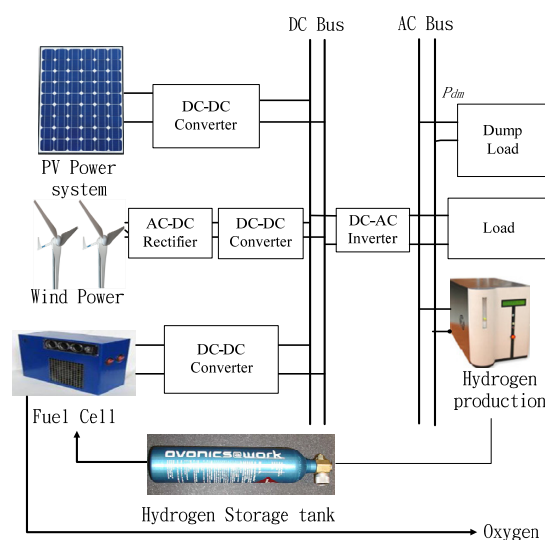 DC Bus
AC Bus
Pdm
DC-DC
Converter
Dump
Load
PV Power
system
AC-DC
Rectifier
DC-DC
Converter
DC-AC
Inverter
Load
Wind Power
DC-DC
Converter
Hydrogen
production
Fuel Cell
ovonics@work
Hydrogen Storage tank
Oxygen